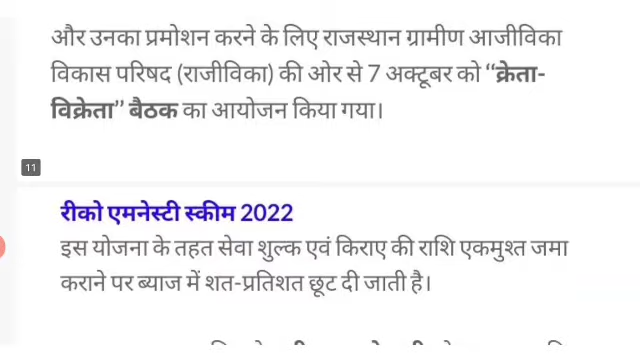 और उनका प्रमोशन करने के लिए राजस्थान ग्रामीण आजीविका
विकास परिषद (राजीविका) की ओर से 7 अक्टूबर को “क्रेता-
विक्रेता” बैठक का आयोजन किया गया।
11
रीको एमनेस्टी स्कीम 2022
इस योजना के तहत सेवा शुल्क एवं किराए की राशि एकमुश्त जमा
कराने पर ब्याज में शत-प्रतिशत छूट दी जाती है।